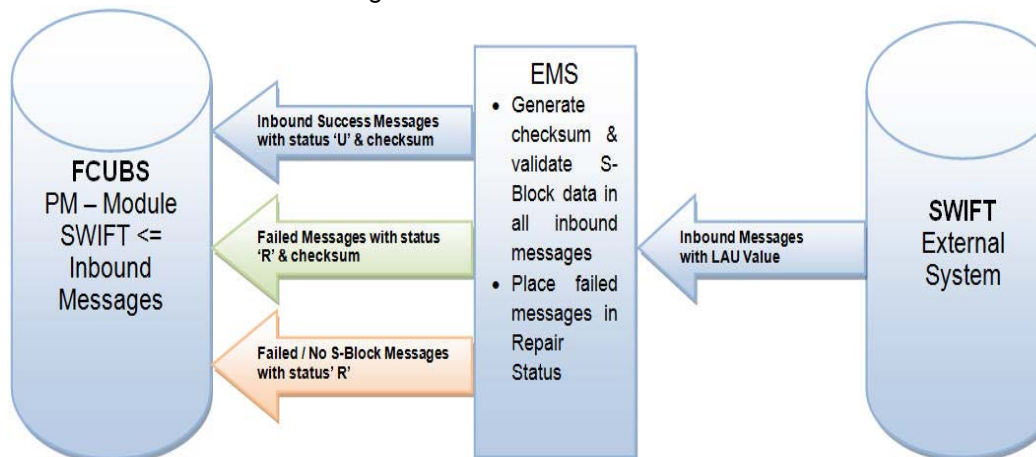 FCUBS
PM – Module
SWIFT <=
Inbound
Messages
Inbound Success Messages
with status 'U' & checksum
Failed Messages with status
'R' & checksum
Failed / No S-Block Messages
with status' R'
EMS
• Generate
checksum &
validate S-
Block data in
all inbound
messages
• Place failed
messages in
Repair
Status
Inbound Messages
with LAU Value
SWIFT
External
System